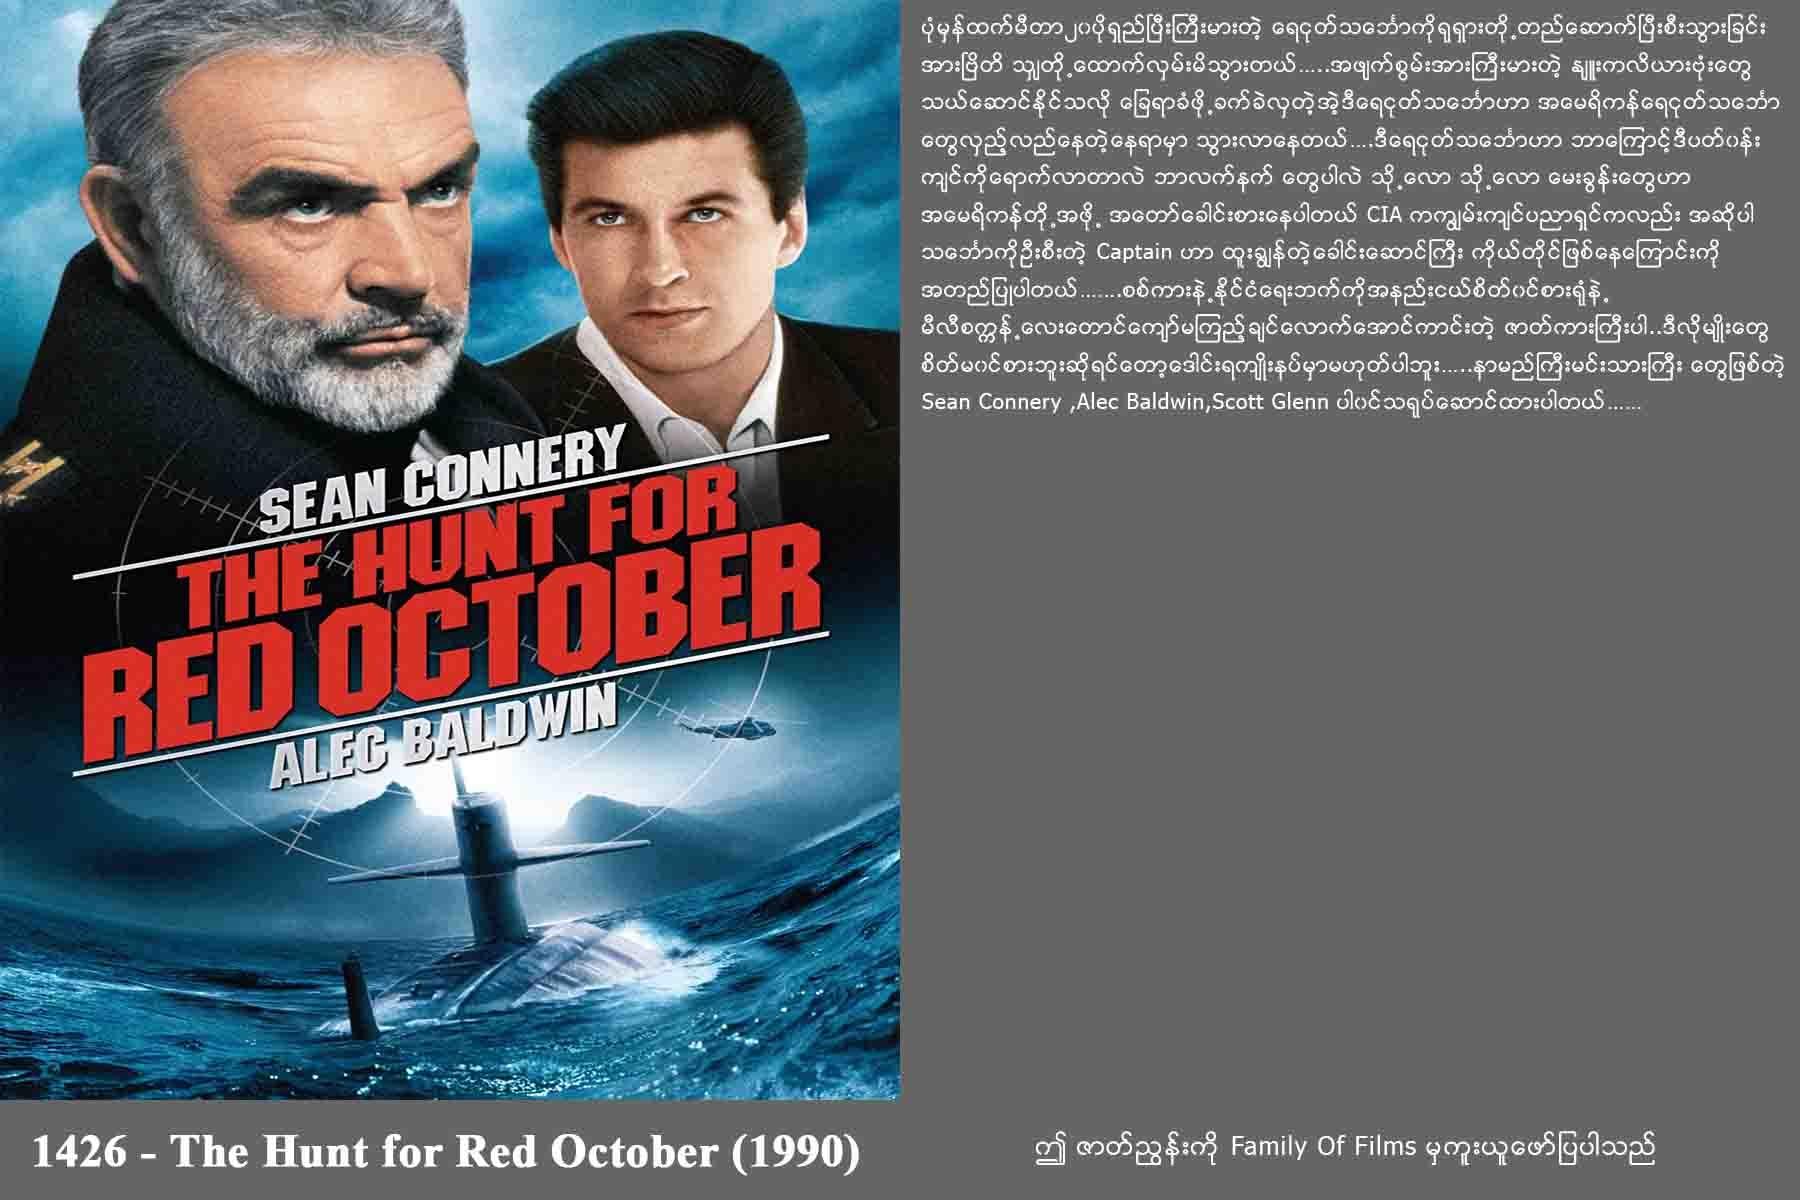 SEAN CONNERY
THE HUNT FOR
RED OCTOBER
ALEC BALDWIN
1426 - The Hunt for Red October (1990)
ပုံမှန်ထက်မီတာ၂၀ပိုရှည်ပြီးကြီးမားတဲ့ ရေငုတ်သင်္ဘောကိုရုရှားတို့တည်ဆောက်ပြီးစီးသွားခြင်း
အားဗြိတိ သျှတို့ထောက်လှမ်းမိသွားတယ်.....အဖျက်စွမ်းအားကြီးမားတဲ့ နျူးကလိယားဗုံးတွေ
သယ်ဆောင်နိုင်သလို ခြေရာခံဖို့ခက်ခဲလှတဲ့အဲ့ဒီရေငုတ်သင်္ဘောဟာ အမေရိကန်ရေငုတ်သင်္ဘော
တွေလှည့်လည်နေတဲ့နေရာမှာ သွားလာနေတယ်....ဒီရေငုတ်သင်္ဘောဟာ ဘာကြောင့်ဒီပတ်ဝန်း
ကျင်ကိုရောက်လာတာလဲ ဘာလက်နက် တွေပါလဲ သို့လော သို့လော မေးခွန်းတွေဟာ
အမေရိကန်တို့အဖို့ အတော်ခေါင်းစားနေပါတယ် CIA ကကျွမ်းကျင်ပညာရှင်ကလည်း အဆိုပါ
သင်္ဘောကိုဦးစီးတဲ့ Captain ဟာ ထူးချွန်တဲ့ခေါင်းဆောင်ကြီး ကိုယ်တိုင်ဖြစ်နေကြောင်းကို
အတည်ပြုပါတယ်.......စစ်ကားနဲ့နိုင်ငံရေးဘက်ကိုအနည်းငယ်စိတ်ဝင်စားရုံနဲ့
မီလီစက္ကန့်လေးတောင်ကျော်မကြည့်ချင်လောက်အောင်ကောင်းတဲ့ ဇာတ်ကားကြီးပါ..ဒီလိုမျိုးတွေ
စိတ်မဝင်စားဘူးဆိုရင်တော့ဒေါင်းရကျိုးနပ်မှာမဟုတ်ပါဘူး.....နာမည်ကြီးမင်းသားကြီး တွေဖြစ်တဲ့
Sean Connery ,Alec Baldwin,Scott Glenn ပါဝင်သရုပ်ဆောင်ထားပါတယ်......
ဤ ဇာတ်ညွှန်းကို Family Of Films မှကူးယူဖော်ပြပါသည်